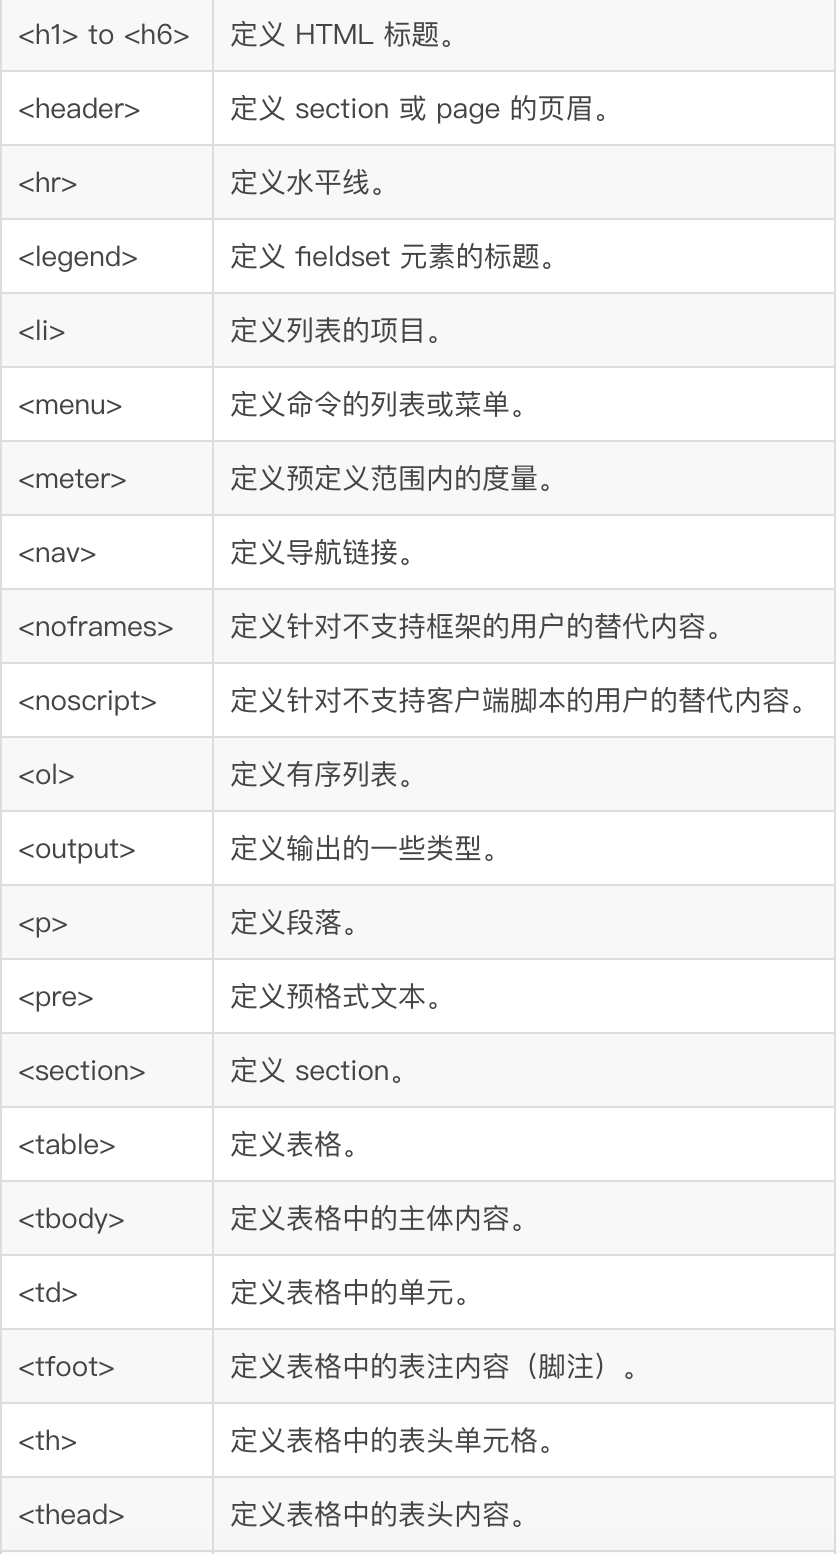 <h1> to <h6> 定义 HTML 标题。
<header> 定义 section 或 page 的页眉。
<hr> 定义水平线。
<legend> 定义 fieldset 元素的标题。
<li> 定义列表的项目。
<menu> 定义命令的列表或菜单。
<meter> 定义预定义范围内的度量。
<nav> 定义导航链接。
<noframes> 定义针对不支持框架的用户的替代内容。
<noscript> 定义针对不支持客户端脚本的用户的替代内容。
<ol> 定义有序列表。
<output> 定义输出的一些类型。
<p> 定义段落。
<pre> 定义预格式文本。
<section> 定义 section。
<table> 定义表格。
<tbody> 定义表格中的主体内容。
<td> 定义表格中的单元。
<tfoot> 定义表格中的表注内容（脚注）。
<th> 定义表格中的表头单元格。
<thead> 定义表格中的表头内容。